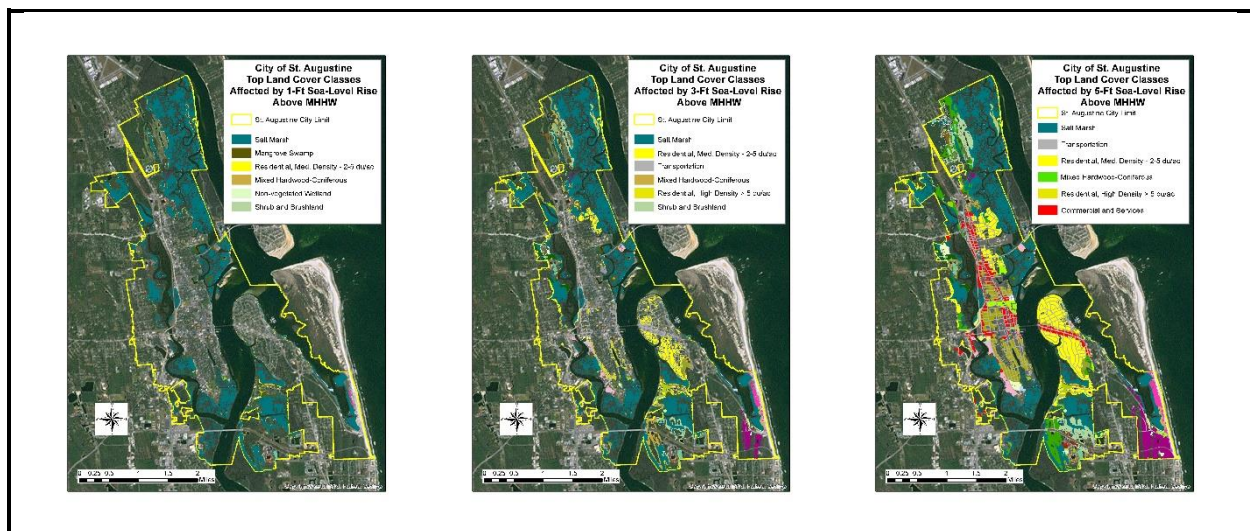 City of St. Augustine
Top Land Cover Classes
Affected by 1-Ft Sea-Level Rise
Above MHHW
St. Augustine City Limit
Salt Marsh
Mangrove Swamp
Residential, Med. Density - 2-5 du/ac
Mixed Hardwood-Coniferous
Non-vegetated Wetland
Shrub and Brushland
0 0.25 0.5 1 1.5 2
Miles
City of St. Augustine
Top Land Cover Classes
Affected by 3-Ft Sea-Level Rise
Above MHHW
St. Augustine City Limit
Salt Marsh
Residential, Med. Density - 2-5 du/ac
Transportation
Mixed Hardwood-Coniferous
Residential, High Density > 5 du/ac
Shrub and Brushland
0 0.25 0.5 1 1.5 2
Miles
City of St. Augustine
Top Land Cover Classes
Affected by 5-Ft Sea-Level Rise
Above MHHW
St. Augustine City Limit
Salt Marsh
Transportation
Residential, Med. Density - 2-5 du/ac
Mixed Hardwood-Coniferous
Residential, High Density > 5 du/ac
Commercial and Services
0 0.25 0.5 1 1.5 2
Miles